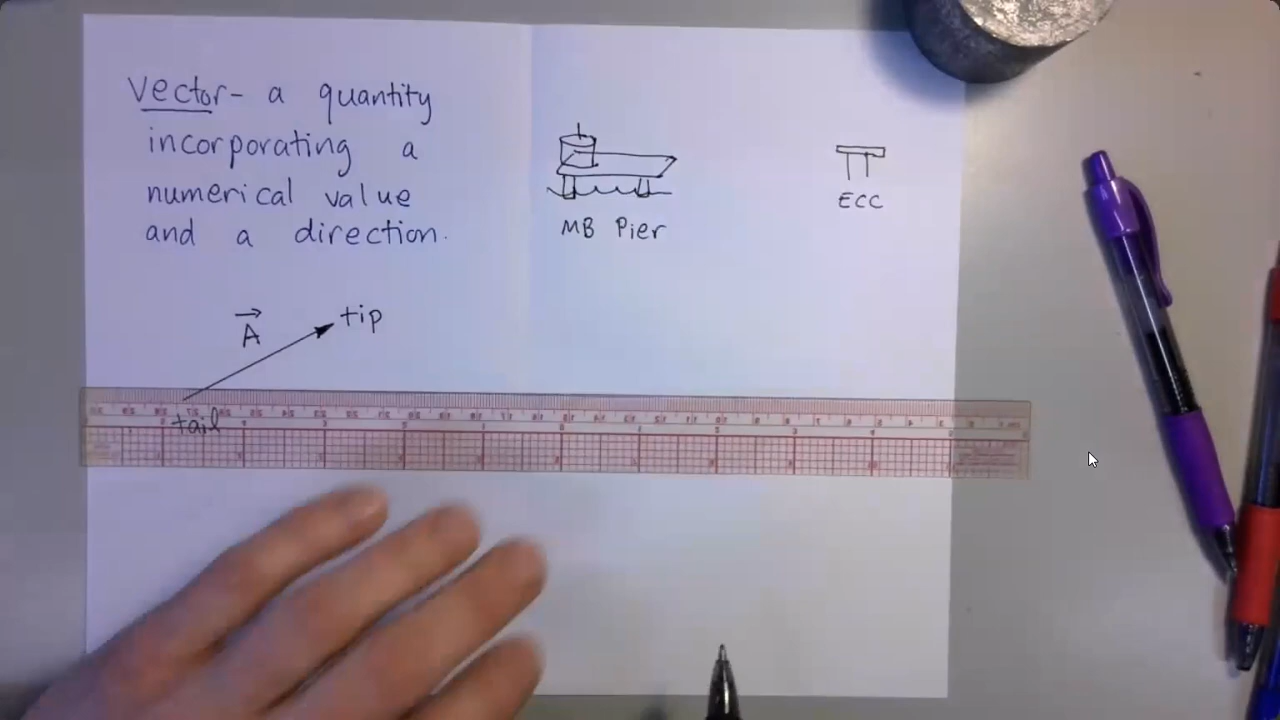 vector- a quantity
incorporating a
numerical value
and a direction.
MB Pier
ECC
A
tip
tail